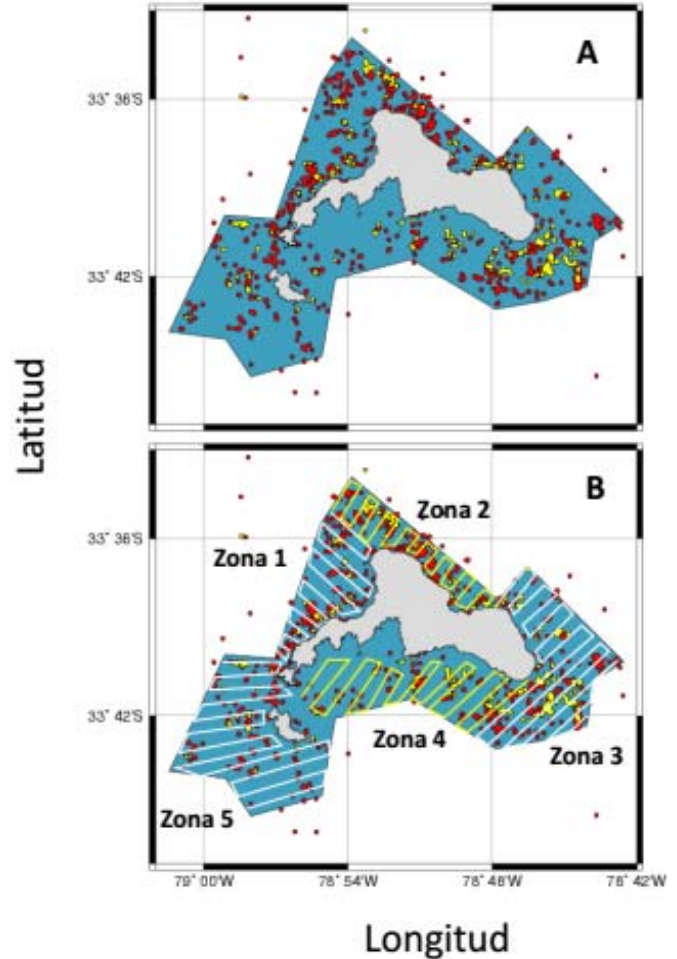 A
33° 36'S
33° 42'S
Latitud
B
Zona 2
33° 36'S
Zona 1
33° 42'S
Zona 4
Zona 3
Zona 5
79° 00'W
78° 54'W
78° 48'W
78° 42'W
Longitud